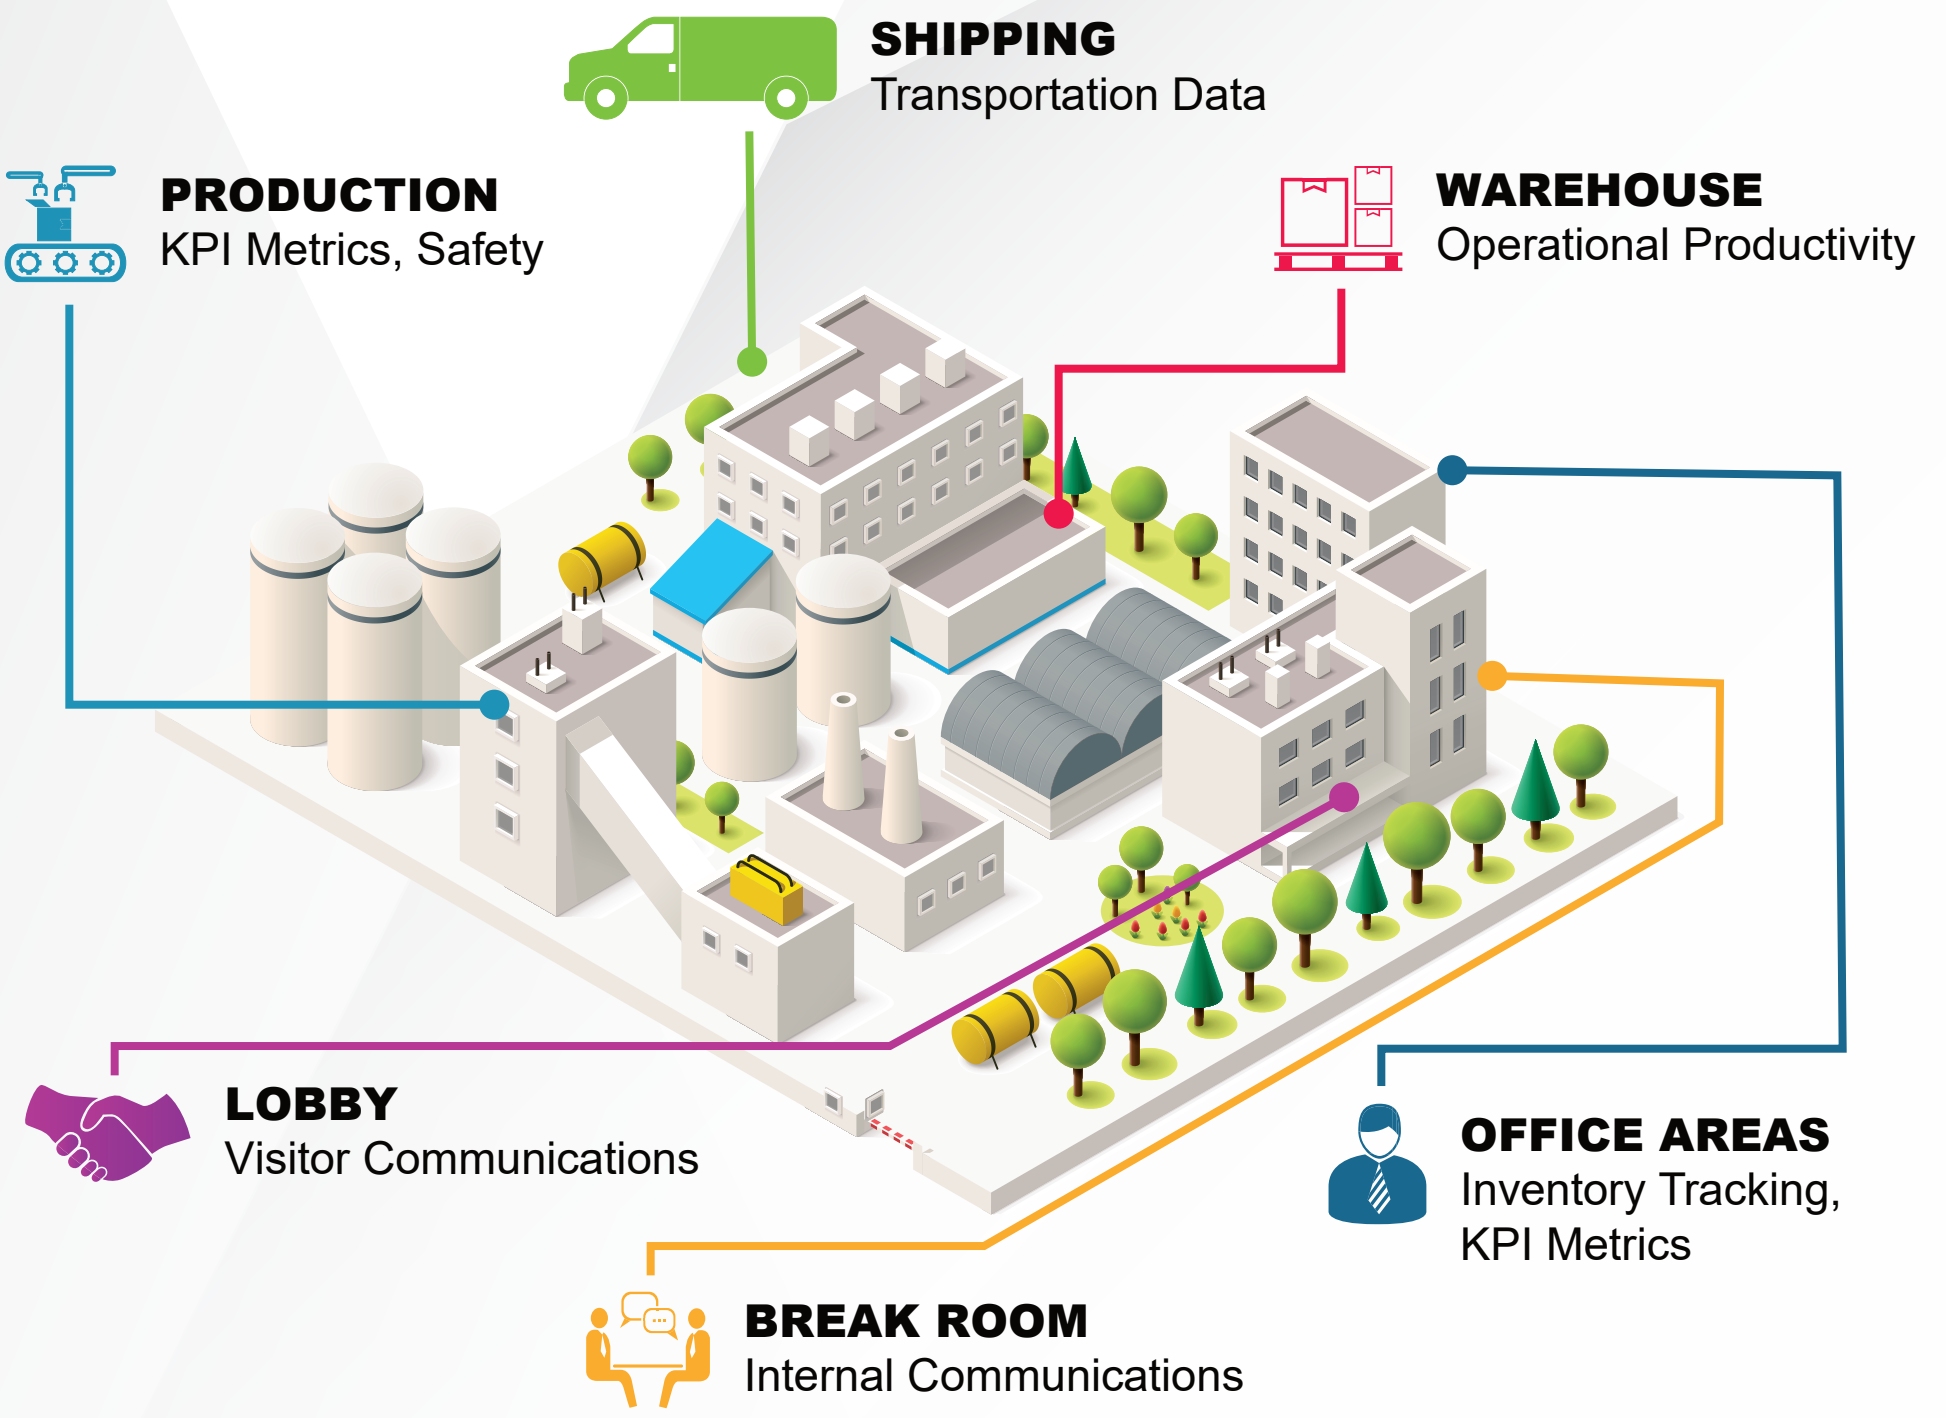 SHIPPING
Transportation Data
PRODUCTION
KPI Metrics, Safety
WAREHOUSE
Operational Productivity
LOBBY
Visitor Communications
OFFICE AREAS
Inventory Tracking,
KPI Metrics
BREAK ROOM
Internal Communications